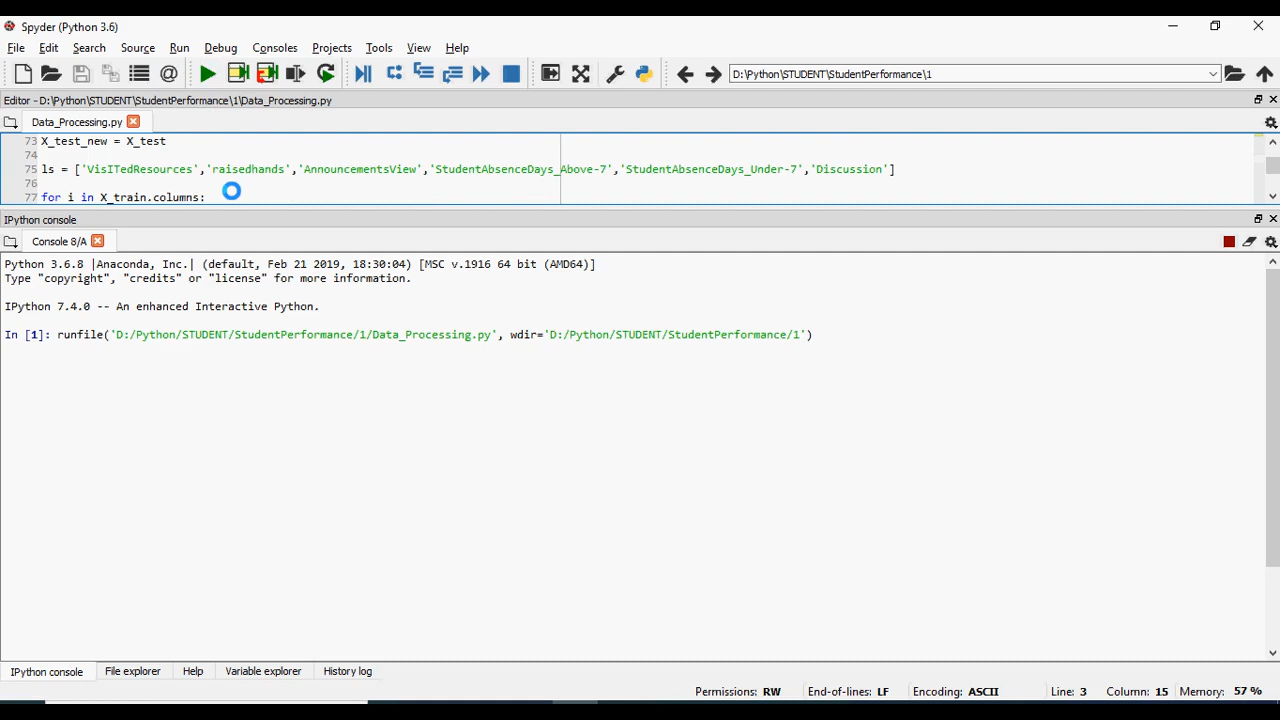 Spyder (Python 3.6)
File Edit Search Source Run Debug Consoles Projects Tools View Help
D:\Python\STUDENT\StudentPerformance\1
Editor - D:\Python\STUDENT\StudentPerformance\1\Data_Processing.py
Data_Processing.py
73 X_test_new = X_test
74
75 ls = ['VisITedResources','raisedhands','AnnouncementsView','StudentAbsenceDays_Above-7','StudentAbsenceDays_Under-7','Discussion']
76
77 for i in X_train.columns:
IPython console
Console 8/A
Python 3.6.8 |Anaconda, Inc.| (default, Feb 21 2019, 18:30:04) [MSC v.1916 64 bit (AMD64)]
Type "copyright", "credits" or "license" for more information.
IPython 7.4.0 -- An enhanced Interactive Python.
In [1]: runfile('D:/Python/STUDENT/StudentPerformance/1/Data_Processing.py', wdir='D:/Python/STUDENT/StudentPerformance/1')
IPython console File explorer Help Variable explorer History log
Permissions: RW End-of-lines: LF Encoding: ASCII Line: 3 Column: 15 Memory: 57 %